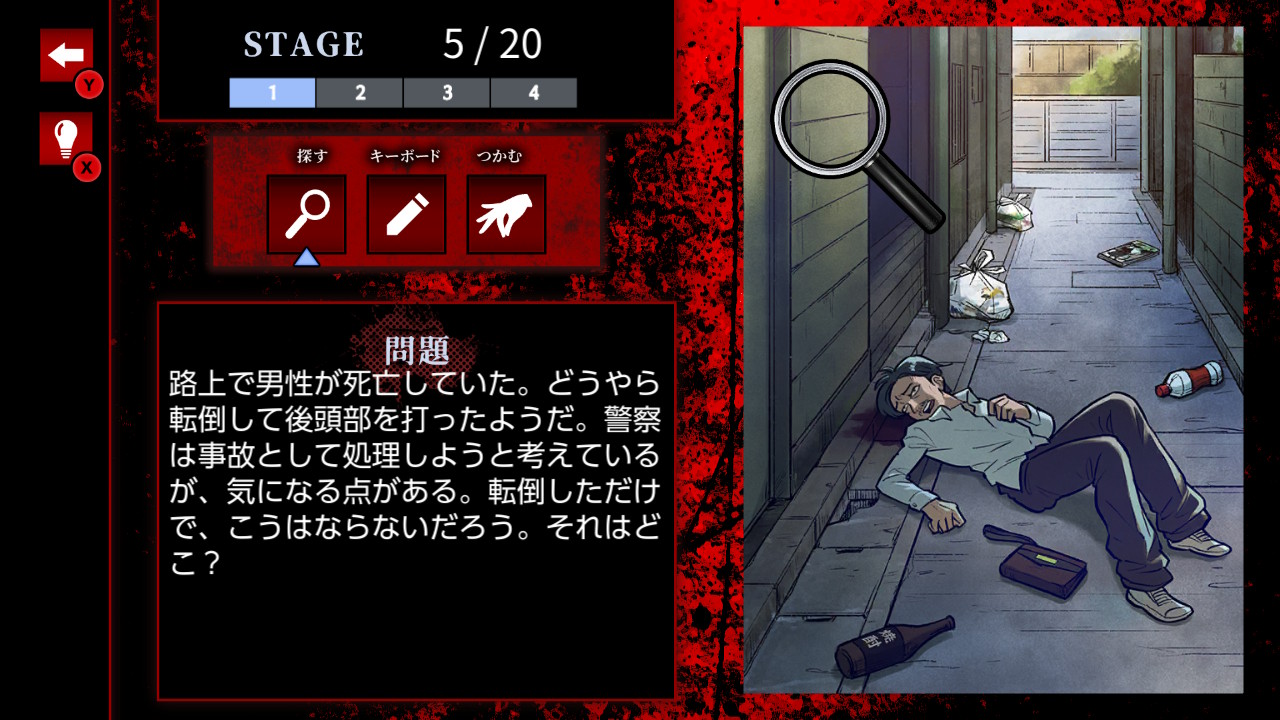 STAGE 5 / 20
1 2 3 4
Y
X
探す キーボード つかむ
問題
路上で男性が死亡していた。どうやら
転倒して後頭部を打ったようだ。警察
は事故として処理しようと考えている
が、気になる点がある。転倒しただけ
で、こうはならないだろう。それはど
こ？
焼酎